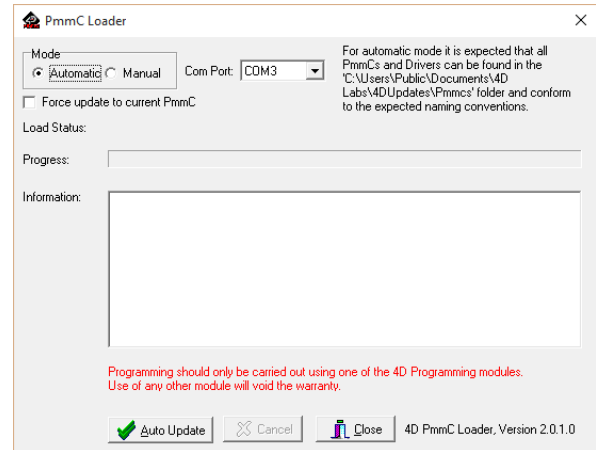 PmmC Loader
Mode
Automatic
Manual
Com Port:
COM3
For automatic mode it is expected that all
PmmCs and Drivers can be found in the
'C:\Users\Public\Documents\4D
Labs\4DUpdates\Pmmcs' folder and conform
to the expected naming conventions.
Force update to current PmmC
Load Status:
Progress:
Information:
Programming should only be carried out using one of the 4D Programming modules.
Use of any other module will void the warranty.
Auto Update
Cancel
Close
4D PmmC Loader, Version 2.0.1.0